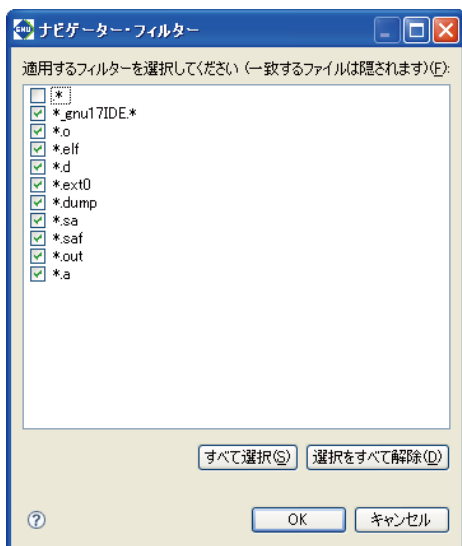 GNU ナビゲーター・フィルター
適用するフィルターを選択してください (一致するファイルは隠されます)(F):
.*
*_gnu17IDE.*
*.o
*.elf
*.d
*.ext0
*.dump
*.sa
*.saf
*.out
*.a
すべて選択(S) 選択をすべて解除(D)
? OK キャンセル